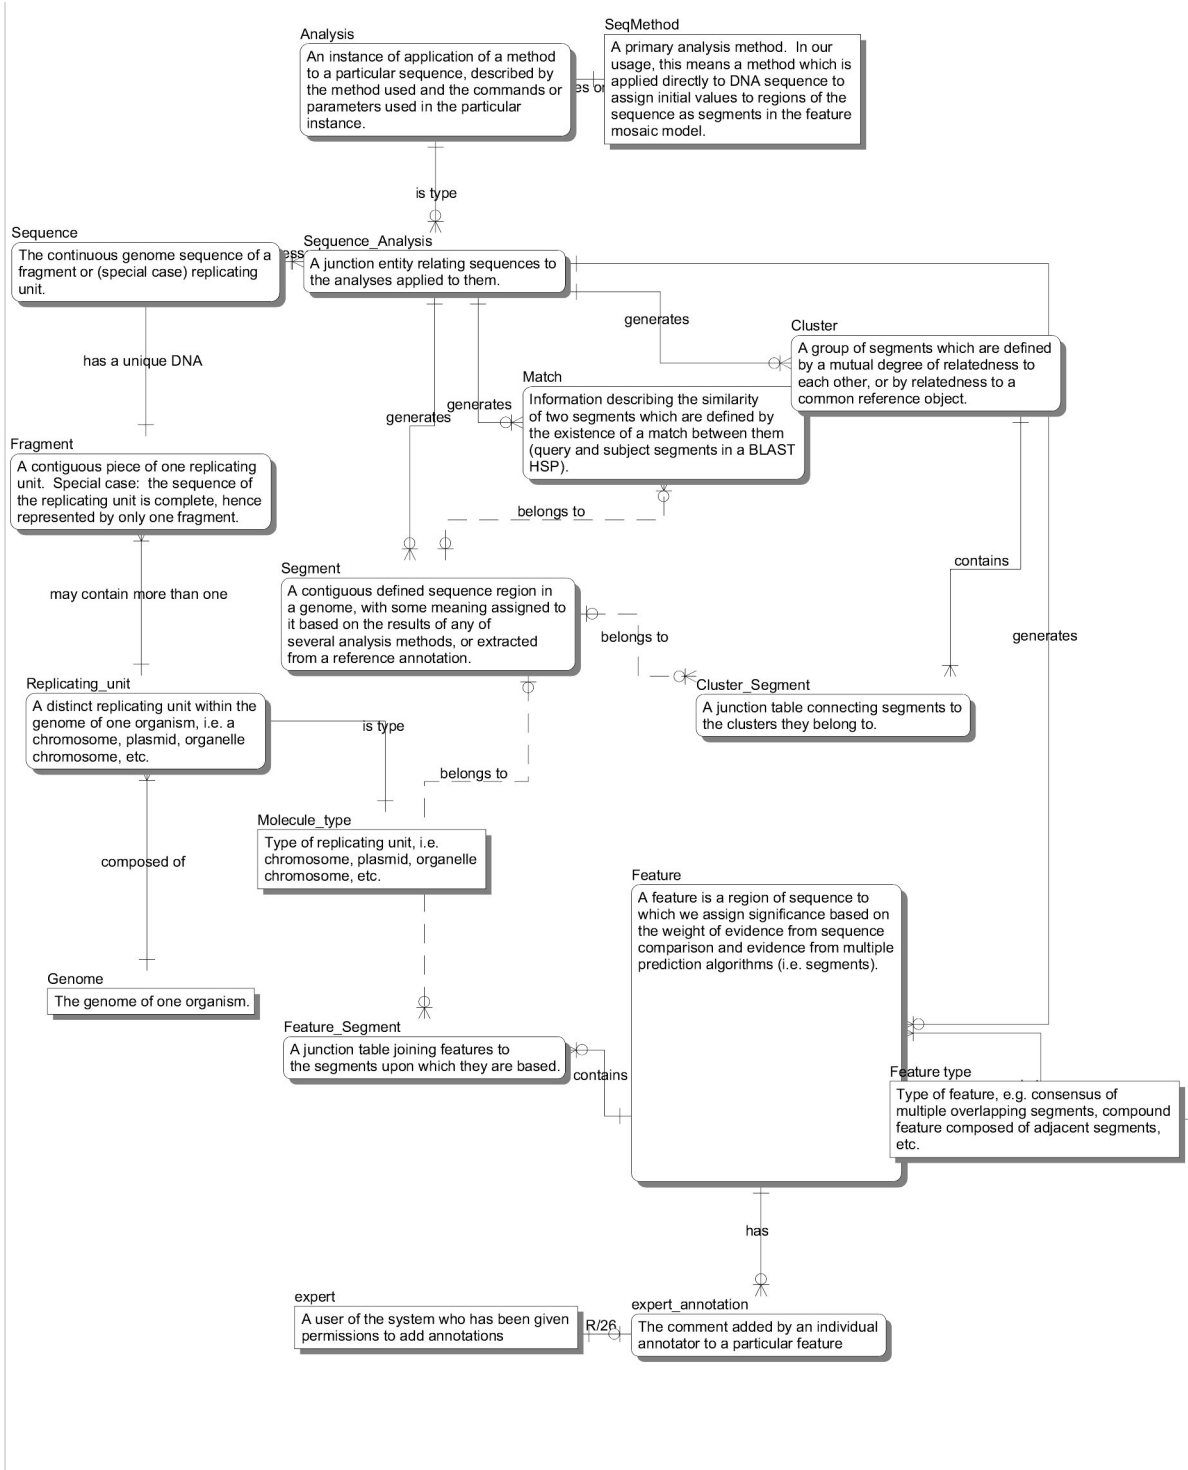 Analysis
An instance of application of a method
to a particular sequence, described by
the method used and the commands or
parameters used in the particular
instance.
SeqMethod
A primary analysis method. In our
usage, this means a method which is
applied directly to DNA sequence to
assign initial values to regions of the
sequence as segments in the feature
mosaic model.
is type
Sequence
The continuous genome sequence of a
fragment or (special case) replicating
unit.
Sequence_Analysis
A junction entity relating sequences to
the analyses applied to them.
generates
Cluster
A group of segments which are defined
by a mutual degree of relatedness to
each other, or by relatedness to a
common reference object.
has a unique DNA
Match
Information describing the similarity
of two segments which are defined by
the existence of a match between them
(query and subject segments in a BLAST
HSP).
generates
generates
Fragment
A contiguous piece of one replicating
unit. Special case: the sequence of
the replicating unit is complete, hence
represented by only one fragment.
belongs to
contains
Segment
A contiguous defined sequence region in
a genome, with some meaning assigned to
it based on the results of any of
several analysis methods, or extracted
from a reference annotation.
may contain more than one
belongs to
generates
Replicating_unit
A distinct replicating unit within the
genome of one organism, i.e. a
chromosome, plasmid, organelle
chromosome, etc.
is type
Cluster_Segment
A junction table connecting segments to
the clusters they belong to.
belongs to
Molecule_type
Type of replicating unit, i.e.
chromosome, plasmid, organelle
chromosome, etc.
composed of
Feature
A feature is a region of sequence to
which we assign significance based on
the weight of evidence from sequence
comparison and evidence from multiple
prediction algorithms (i.e. segments).
Genome
The genome of one organism.
Feature_Segment
A junction table joining features to
the segments upon which they are based.
contains
Feature type
Type of feature, e.g. consensus of
multiple overlapping segments, compound
feature composed of adjacent segments,
etc.
has
expert
A user of the system who has been given
permissions to add annotations
R/26
expert_annotation
The comment added by an individual
annotator to a particular feature